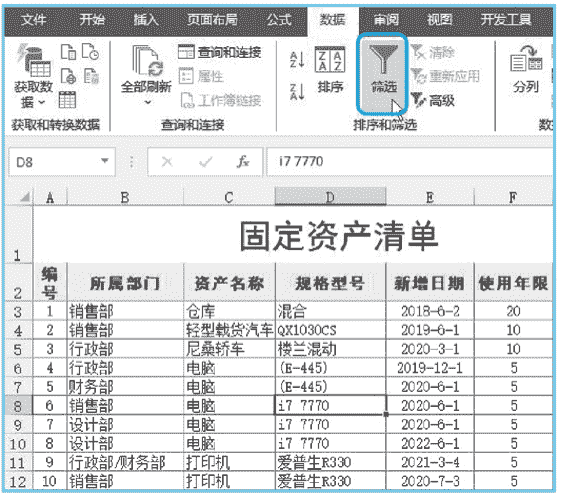 文件 开始 插入 页面布局 公式 数据 审阅 视图 开发工具
获取数据 全部刷新 查询和连接 属性 工作簿链接 排序 筛选 清除 重新应用 高级 分列
获取和转换数据 查询和连接 排序和筛选 数
D8 fx i7 7770
A B C D E F
1 固定资产清单
2 编号 所属部门 资产名称 规格型号 新增日期 使用年限
3 1 销售部 仓库 混合 2018-6-2 20
4 2 销售部 轻型载货汽车 QX1030CS 2019-6-1 10
5 3 行政部 尼桑轿车 楼兰混动 2020-3-1 10
6 4 行政部 电脑 (E-445) 2019-12-1 5
7 5 财务部 电脑 (E-445) 2020-6-1 5
8 6 销售部 电脑 i7 7770 2020-6-1 5
9 7 设计部 电脑 i7 7770 2020-6-1 5
10 8 设计部 电脑 i7 7770 2022-6-1 5
11 9 行政部/财务部 打印机 爱普生R330 2021-3-4 5
12 10 销售部 打印机 爱普生R330 2020-7-3 5